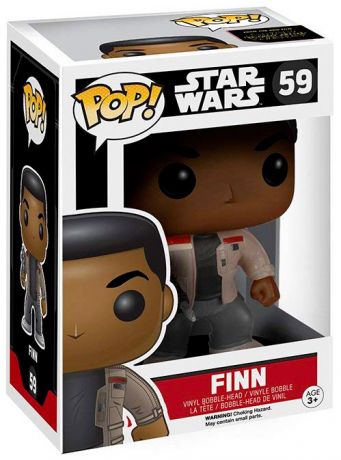 POP!
STAR
WARS
59
FINN
VINYL BOBBLE-HEAD / VINYLE BOBBLE
LA TÊTE / BOBBLE-HEAD DE VINIL
WARNING! Choking Hazard.
May contain small parts.
AGE
3+
FINN
59